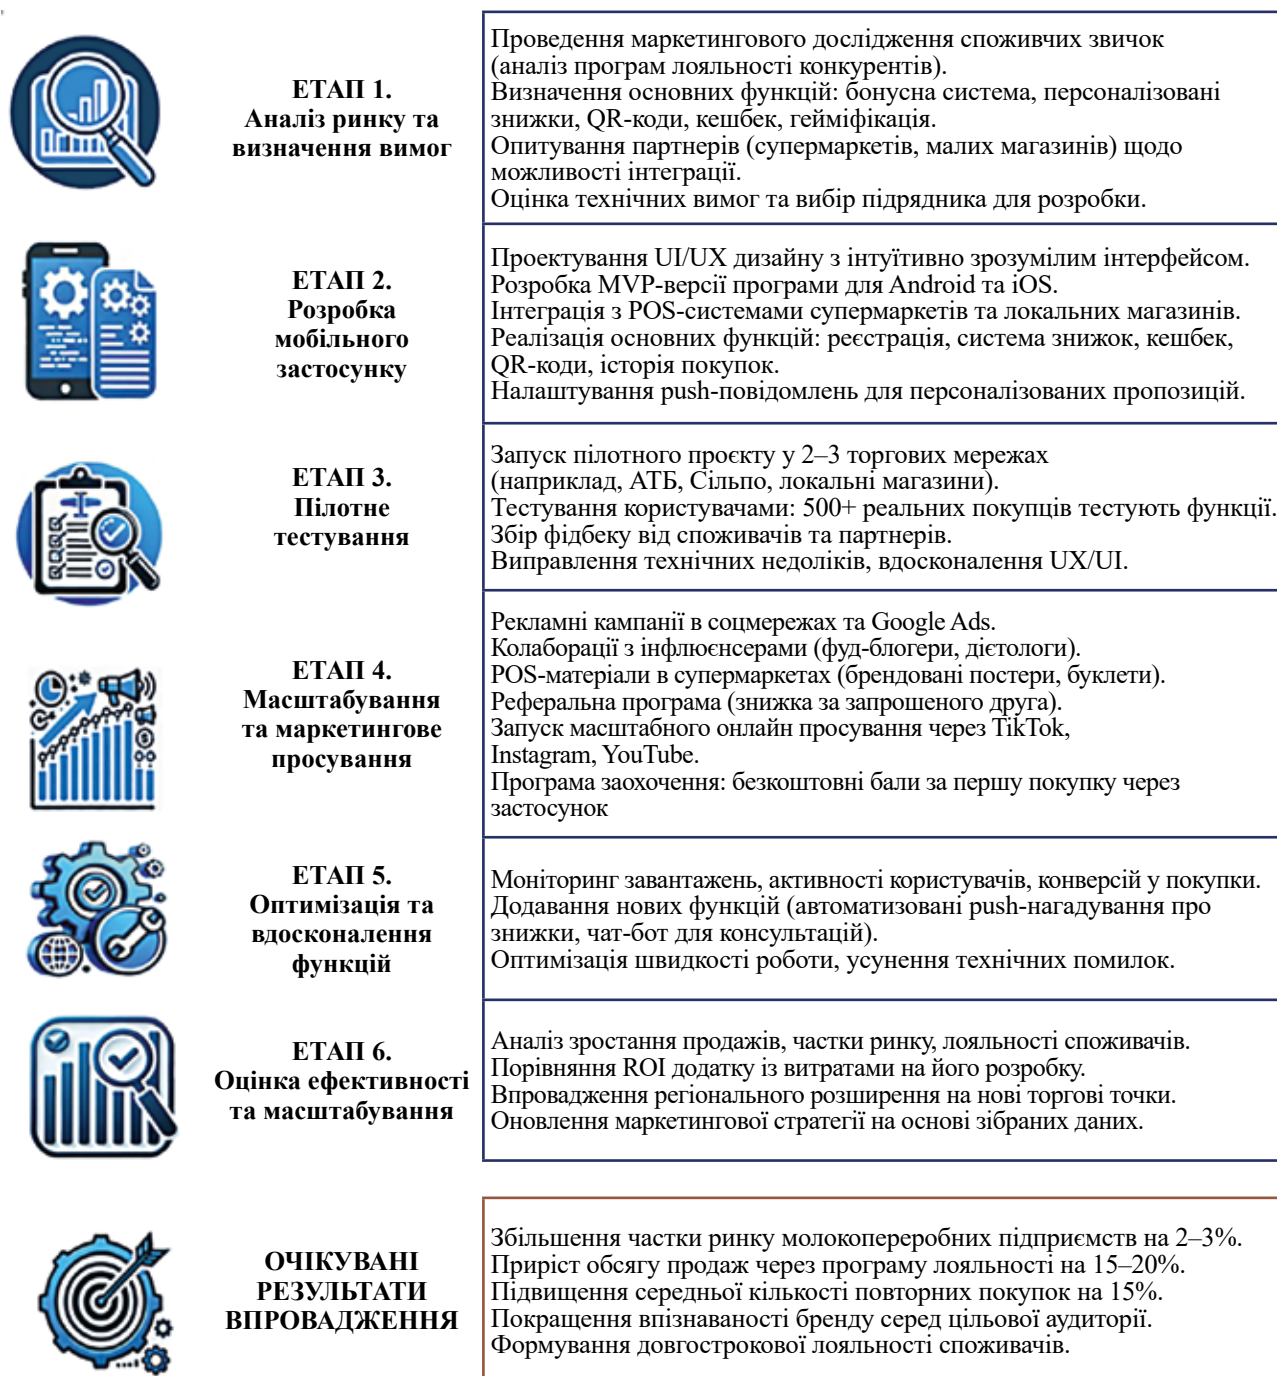 ЕТАП 1.
Аналіз ринку та
визначення вимог
Проведення маркетингового дослідження споживчих звичок
(аналіз програм лояльності конкурентів).
Визначення основних функцій: бонусна система, персоналізовані
знижки, QR-коди, кешбек, гейміфікація.
Опитування партнерів (супермаркетів, малих магазинів) щодо
можливості інтеграції.
Оцінка технічних вимог та вибір підрядника для розробки.
ЕТАП 2.
Розробка
мобільного
застосунку
Проектування UI/UX дизайну з інтуїтивно зрозумілим інтерфейсом.
Розробка MVP-версії програми для Android та iOS.
Інтеграція з POS-системами супермаркетів та локальних магазинів.
Реалізація основних функцій: реєстрація, система знижок, кешбек,
QR-коди, історія покупок.
Налаштування push-повідомлень для персоналізованих пропозицій.
ЕТАП 3.
Пілотне
тестування
Запуск пілотного проєкту у 2–3 торгових мережах
(наприклад, АТБ, Сільпо, локальні магазини).
Тестування користувачами: 500+ реальних покупців тестують функції.
Збір фідбеку від споживачів та партнерів.
Виправлення технічних недоліків, вдосконалення UX/UI.
ЕТАП 4.
Масштабування
та маркетингове
просування
Рекламні кампанії в соцмережах та Google Ads.
Колаборації з інфлюєнсерами (фуд-блогери, дієтологи).
POS-матеріали в супермаркетах (брендовані постери, буклети).
Реферальна програма (знижка за запрошеного друга).
Запуск масштабного онлайн просування через TikTok,
Instagram, YouTube.
Програма заохочення: безкоштовні бали за першу покупку через
застосунок
ЕТАП 5.
Оптимізація та
вдосконалення
функцій
Моніторинг завантажень, активності користувачів, конверсій у покупки.
Додавання нових функцій (автоматизовані push-нагадування про
знижки, чат-бот для консультацій).
Оптимізація швидкості роботи, усунення технічних помилок.
ЕТАП 6.
Оцінка ефективності
та масштабування
Аналіз зростання продажів, частки ринку, лояльності споживачів.
Порівняння ROI додатку із витратами на його розробку.
Впровадження регіонального розширення на нові торгові точки.
Оновлення маркетингової стратегії на основі зібраних даних.
ОЧІКУВАНІ
РЕЗУЛЬТАТИ
ВПРОВАДЖЕННЯ
Збільшення частки ринку молокопереробних підприємств на 2–3%.
Приріст обсягу продаж через програму лояльності на 15–20%.
Підвищення середньої кількості повторних покупок на 15%.
Покращення впізнаваності бренду серед цільової аудиторії.
Формування довгострокової лояльності споживачів.